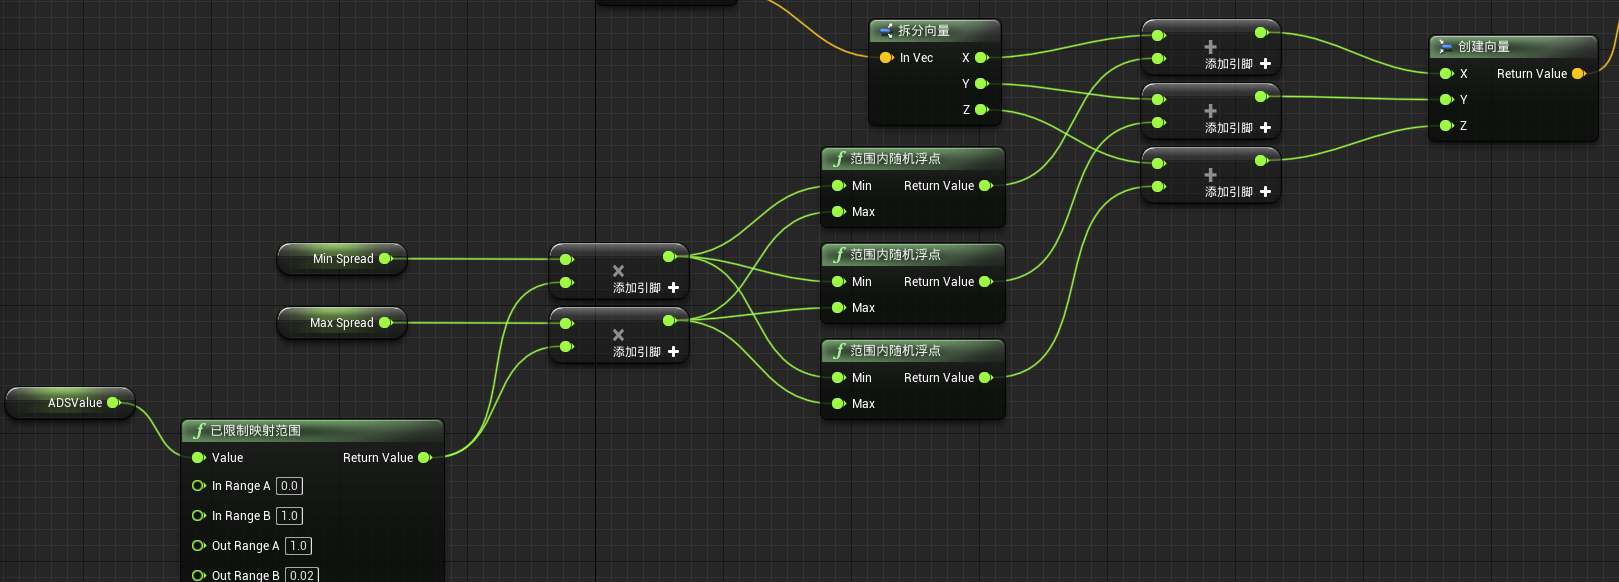 拆分向量
In Vec
X
Y
Z
添加引脚
添加引脚
添加引脚
创建向量
X
Return Value
Y
Z
范围内随机浮点
Min
Return Value
Max
范围内随机浮点
Min
Return Value
Max
范围内随机浮点
Min
Return Value
Max
Min Spread
Max Spread
添加引脚
添加引脚
ADSValue
已限制映射范围
Value
Return Value
In Range A 0.0
In Range B 1.0
Out Range A 1.0
Out Range B 0.02